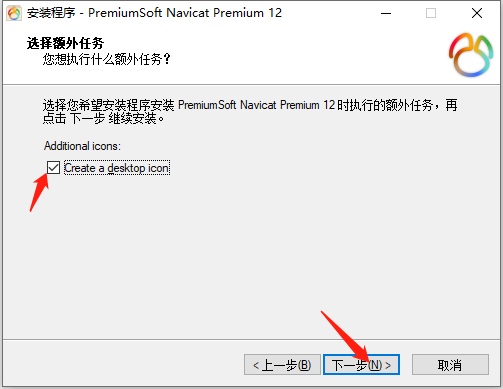 安装程序 - PremiumSoft Navicat Premium 12
选择额外任务
您想执行什么额外任务?
选择您希望安装程序安装 PremiumSoft Navicat Premium 12 时执行的额外任务，再
点击 下一步 继续安装。
Additional icons:
Create a desktop icon
< 上一步(B)
下一步(N) >
取消